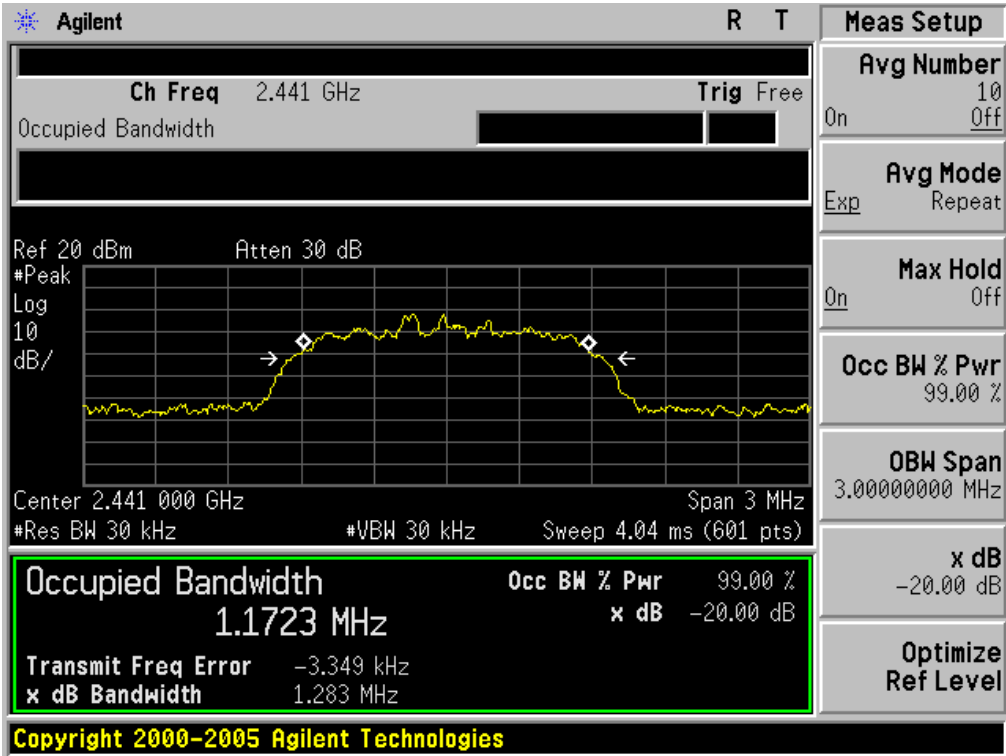 Agilent R T
Ch Freq 2.441 GHz Trig Free
Occupied Bandwidth
Ref 20 dBm Atten 30 dB
#Peak
Log
10
dB/
Center 2.441 000 GHz Span 3 MHz
#Res BW 30 kHz #VBW 30 kHz Sweep 4.04 ms (601 pts)
Occupied Bandwidth Occ BW % Pwr 99.00 %
1.1723 MHz x dB -20.00 dB
Transmit Freq Error -3.349 kHz
x dB Bandwidth 1.283 MHz
Copyright 2000-2005 Agilent Technologies
Meas Setup
Avg Number
10
On Off
Avg Mode
Exp Repeat
Max Hold
On Off
Occ BW % Pwr
99.00 %
OBW Span
3.00000000 MHz
x dB
-20.00 dB
Optimize
Ref Level